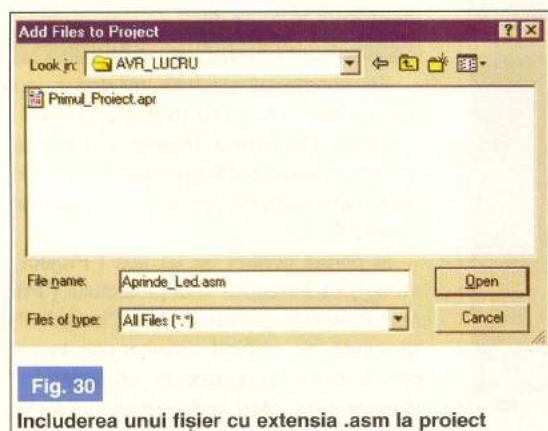 Add Files to Project
Look in: AVR_LUCRU
Primul_Proiect.apr
File name: Aprinde_Led.asm Open
Files of type: All Files (*.*) Cancel
Fig. 30
Includerea unui fișier cu extensia .asm la proiect